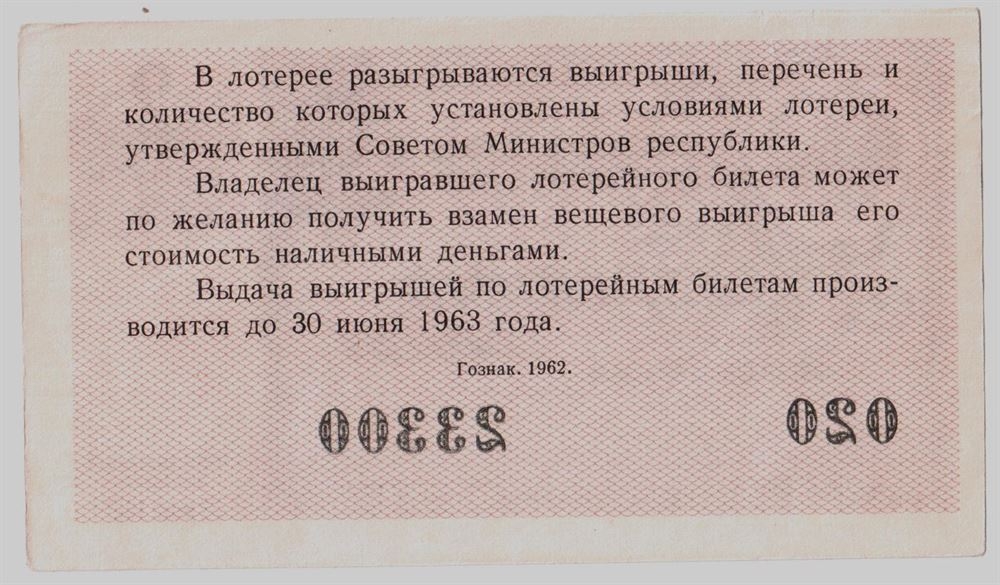 В лотерее разыгрываются выигрыши, перечень и
количество которых установлены условиями лотереи,
утвержденными Советом Министров республики.
Владелец выигравшего лотерейного билета может
по желанию получить взамен вещевого выигрыша его
стоимость наличными деньгами.
Выдача выигрышей по лотерейным билетам произ-
водится до 30 июня 1963 года.
Гознак. 1962.
23300 020